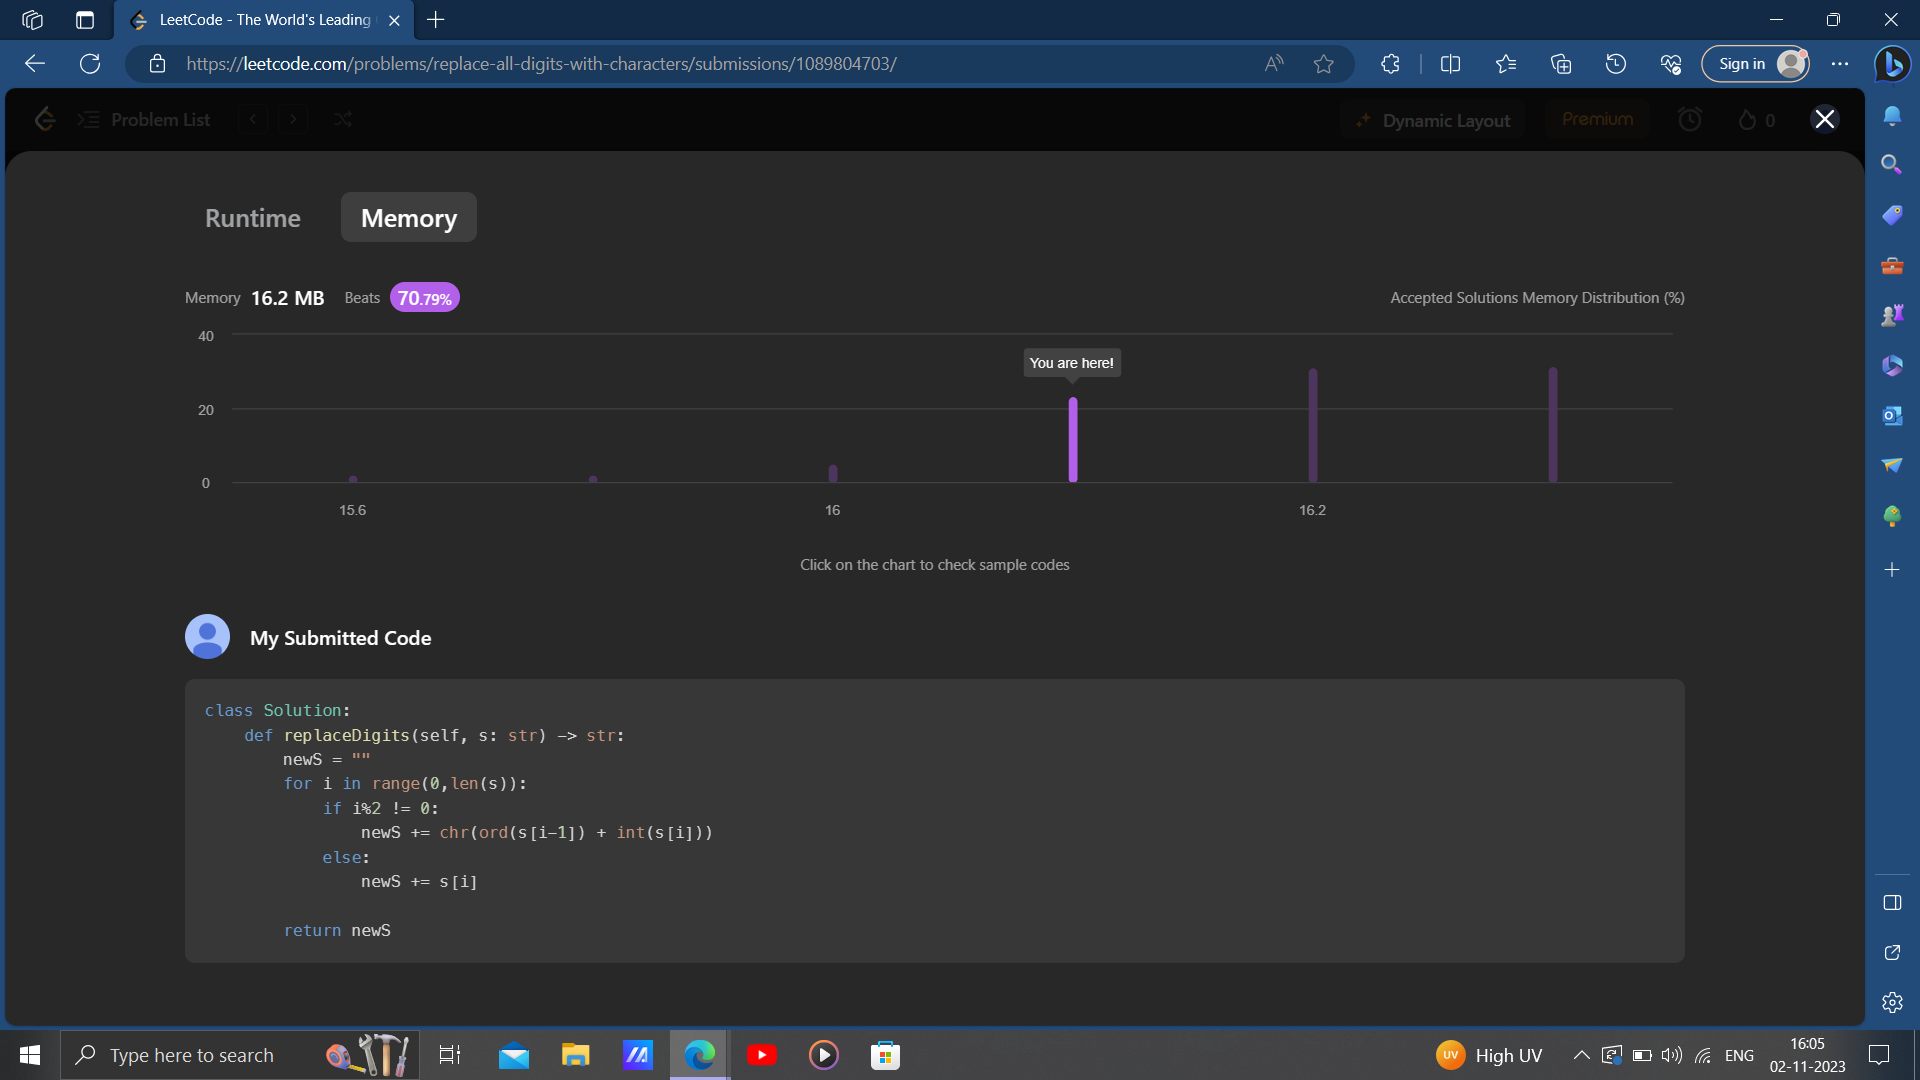 LeetCode - The World's Leading
https://leetcode.com/problems/replace-all-digits-with-characters/submissions/1089804703/
Sign in
Problem List
Dynamic Layout
Premium
0
Runtime
Memory
Memory 16.2 MB Beats 70.79%
Accepted Solutions Memory Distribution (%)
40
You are here!
20
0
15.6 16 16.2
Click on the chart to check sample codes
My Submitted Code
class Solution:
    def replaceDigits(self, s: str) -> str:
        newS = ""
        for i in range(0,len(s)):
            if i%2 != 0:
                newS += chr(ord(s[i-1]) + int(s[i]))
            else:
                newS += s[i]
        return newS
Type here to search
UV
High UV
ENG
16:05
02-11-2023